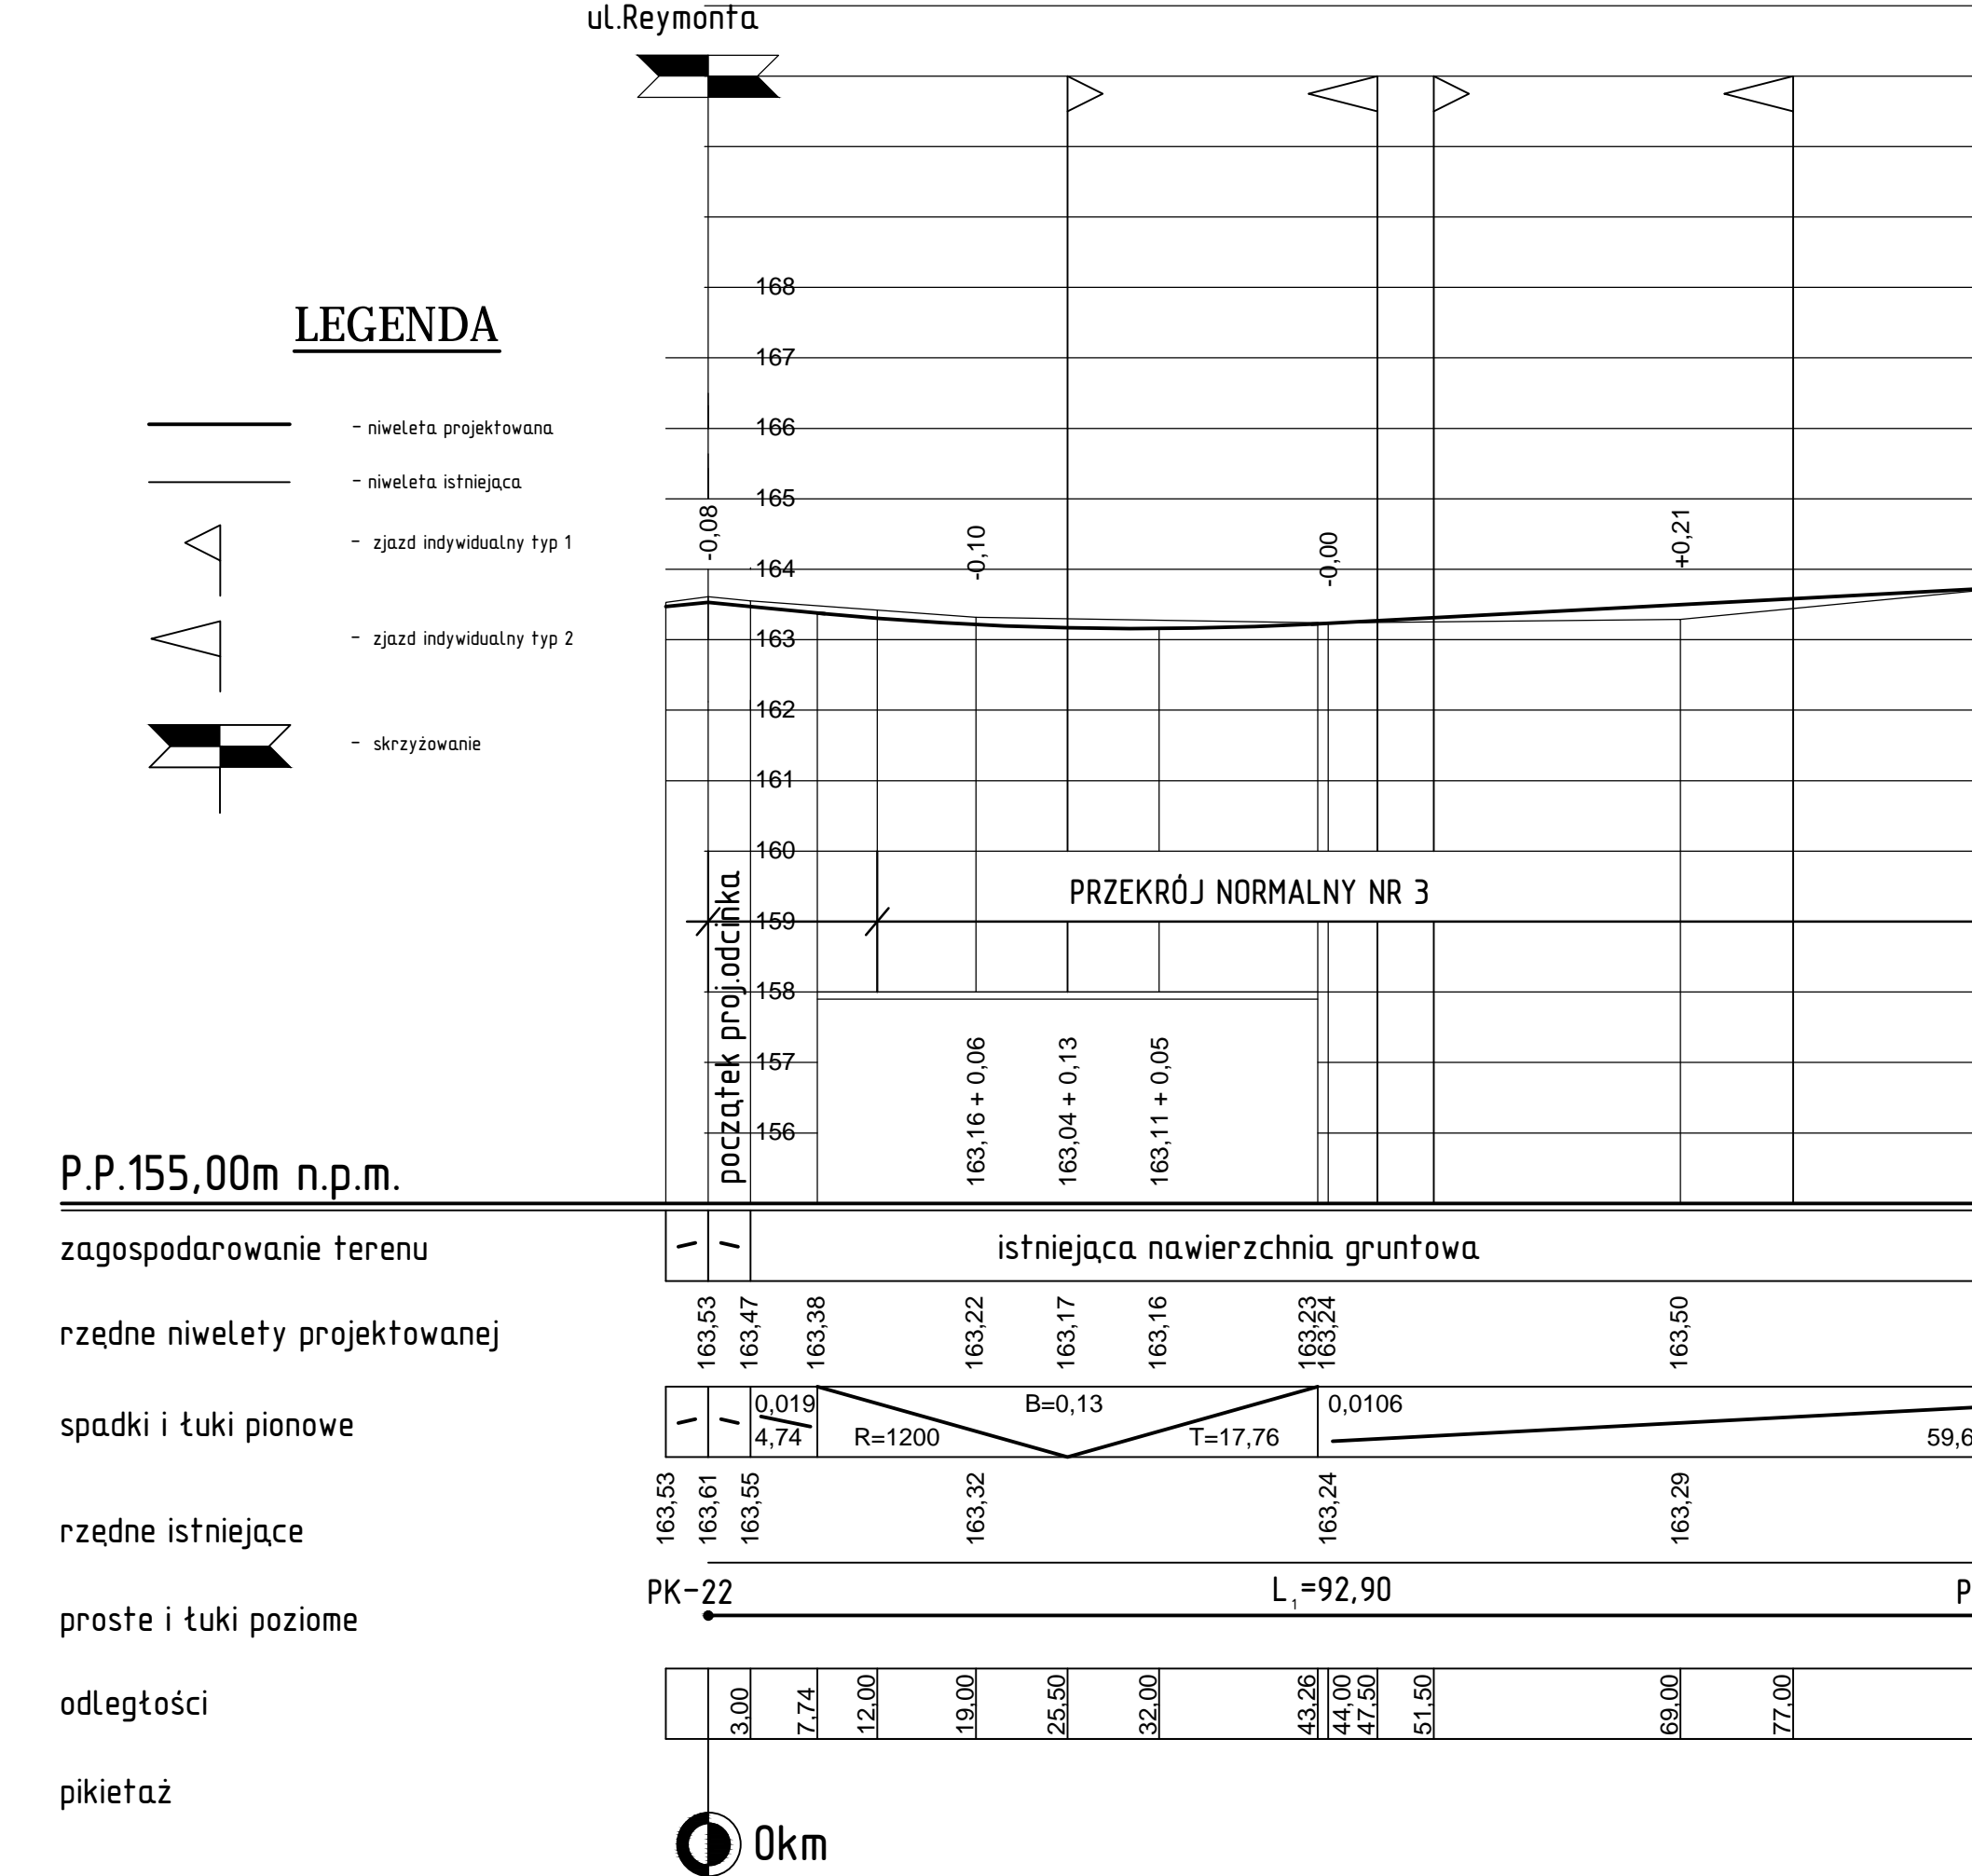 ul.Reymonta
LEGENDA
- niweleta projektowana
- niweleta istniejąca
- zjazd indywidualny typ 1
- zjazd indywidualny typ 2
- skrzyżowanie
168
167
166
165
164
163
162
161
160
159
158
157
156
-0,08
-0,10
-0,00
+0,21
PRZEKRÓJ NORMALNY NR 3
początek proj.odcinka
163,16 + 0,06
163,04 + 0,13
163,11 + 0,05
P.P.155,00m n.p.m.
zagospodarowanie terenu
istniejąca nawierzchnia gruntowa
rzędne niwelety projektowanej
163,53 163,47 163,38 163,22 163,17 163,16 163,23 163,24 163,50
spadki i łuki pionowe
0,019 B=0,13 0,0106
4,74 R=1200 T=17,76 59,6
rzędne istniejące
163,53 163,61 163,55 163,32 163,24 163,29
proste i łuki poziome
PK-22 L1=92,90 P
odległości
3,00 7,74 12,00 19,00 25,50 32,00 43,26 44,00 47,50 51,50 69,00 77,00
pikietaż
0km